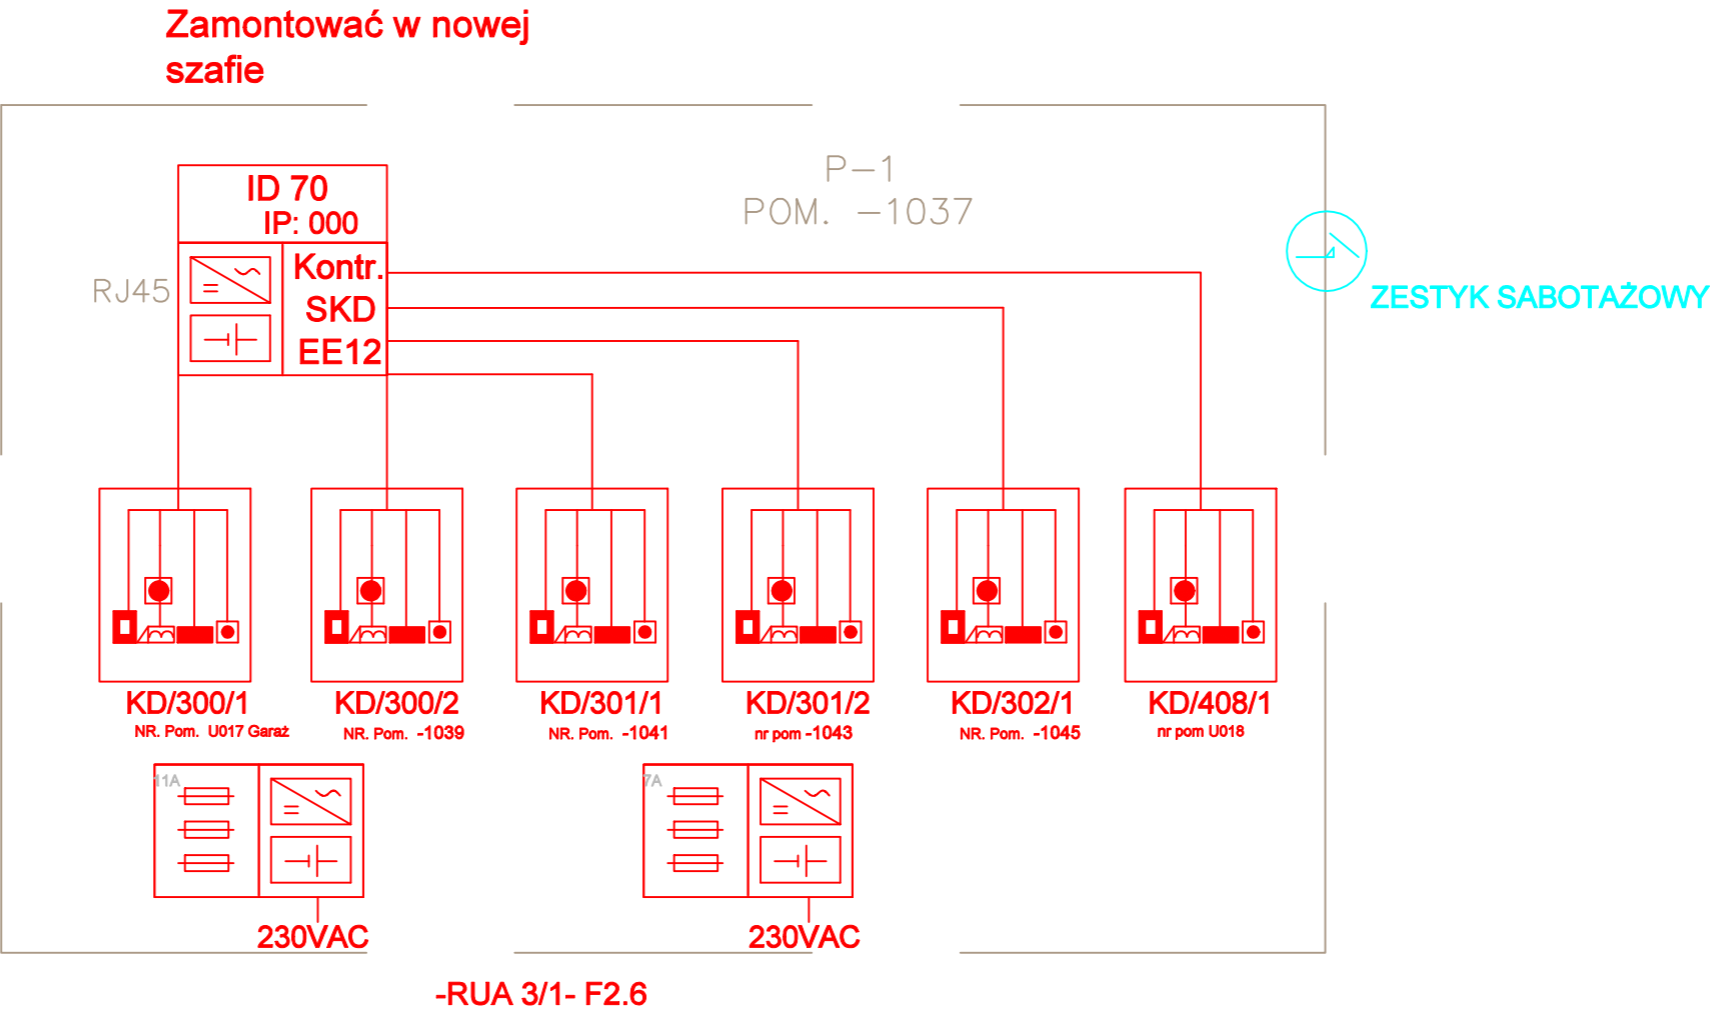 Zamontować w nowej
szafie
P-1
POM. -1037
ID 70
IP: 000
RJ45
Kontr.
SKD
EE12
ZESTYK SABOTAŻOWY
KD/300/1
NR. Pom. U017 Garaż
KD/300/2
NR. Pom. -1039
KD/301/1
NR. Pom. -1041
KD/301/2
nr pom -1043
KD/302/1
NR. Pom. -1045
KD/408/1
nr pom U018
11A
7A
230VAC
230VAC
-RUA 3/1- F2.6